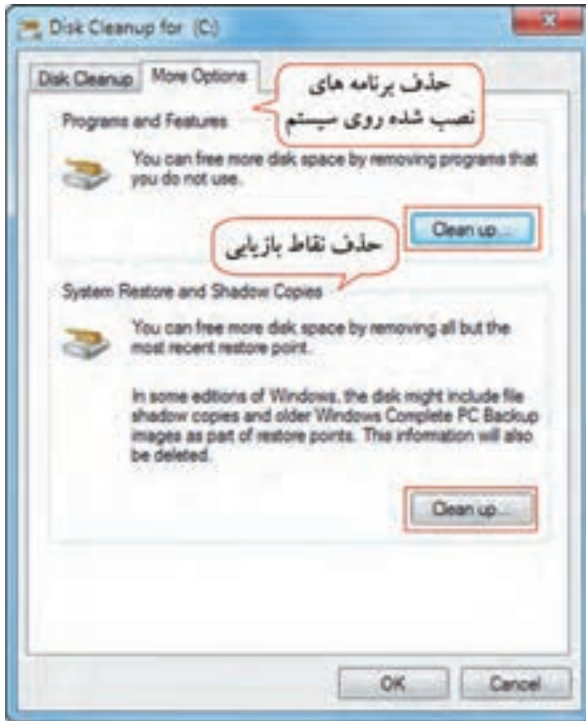 Disk Cleanup for (C:)
Disk Cleanup
More Options
حذف برنامه های
نصب شده روی سیستم
Programs and Features
You can free more disk space by removing programs that
you do not use.
Clean up...
حذف نقاط بازیابی
System Restore and Shadow Copies
You can free more disk space by removing all but the
most recent restore point.
In some editions of Windows, the disk might include file
shadow copies and older Windows Complete PC Backup
images as part of restore points. This information will also
be deleted.
Clean up...
OK
Cancel